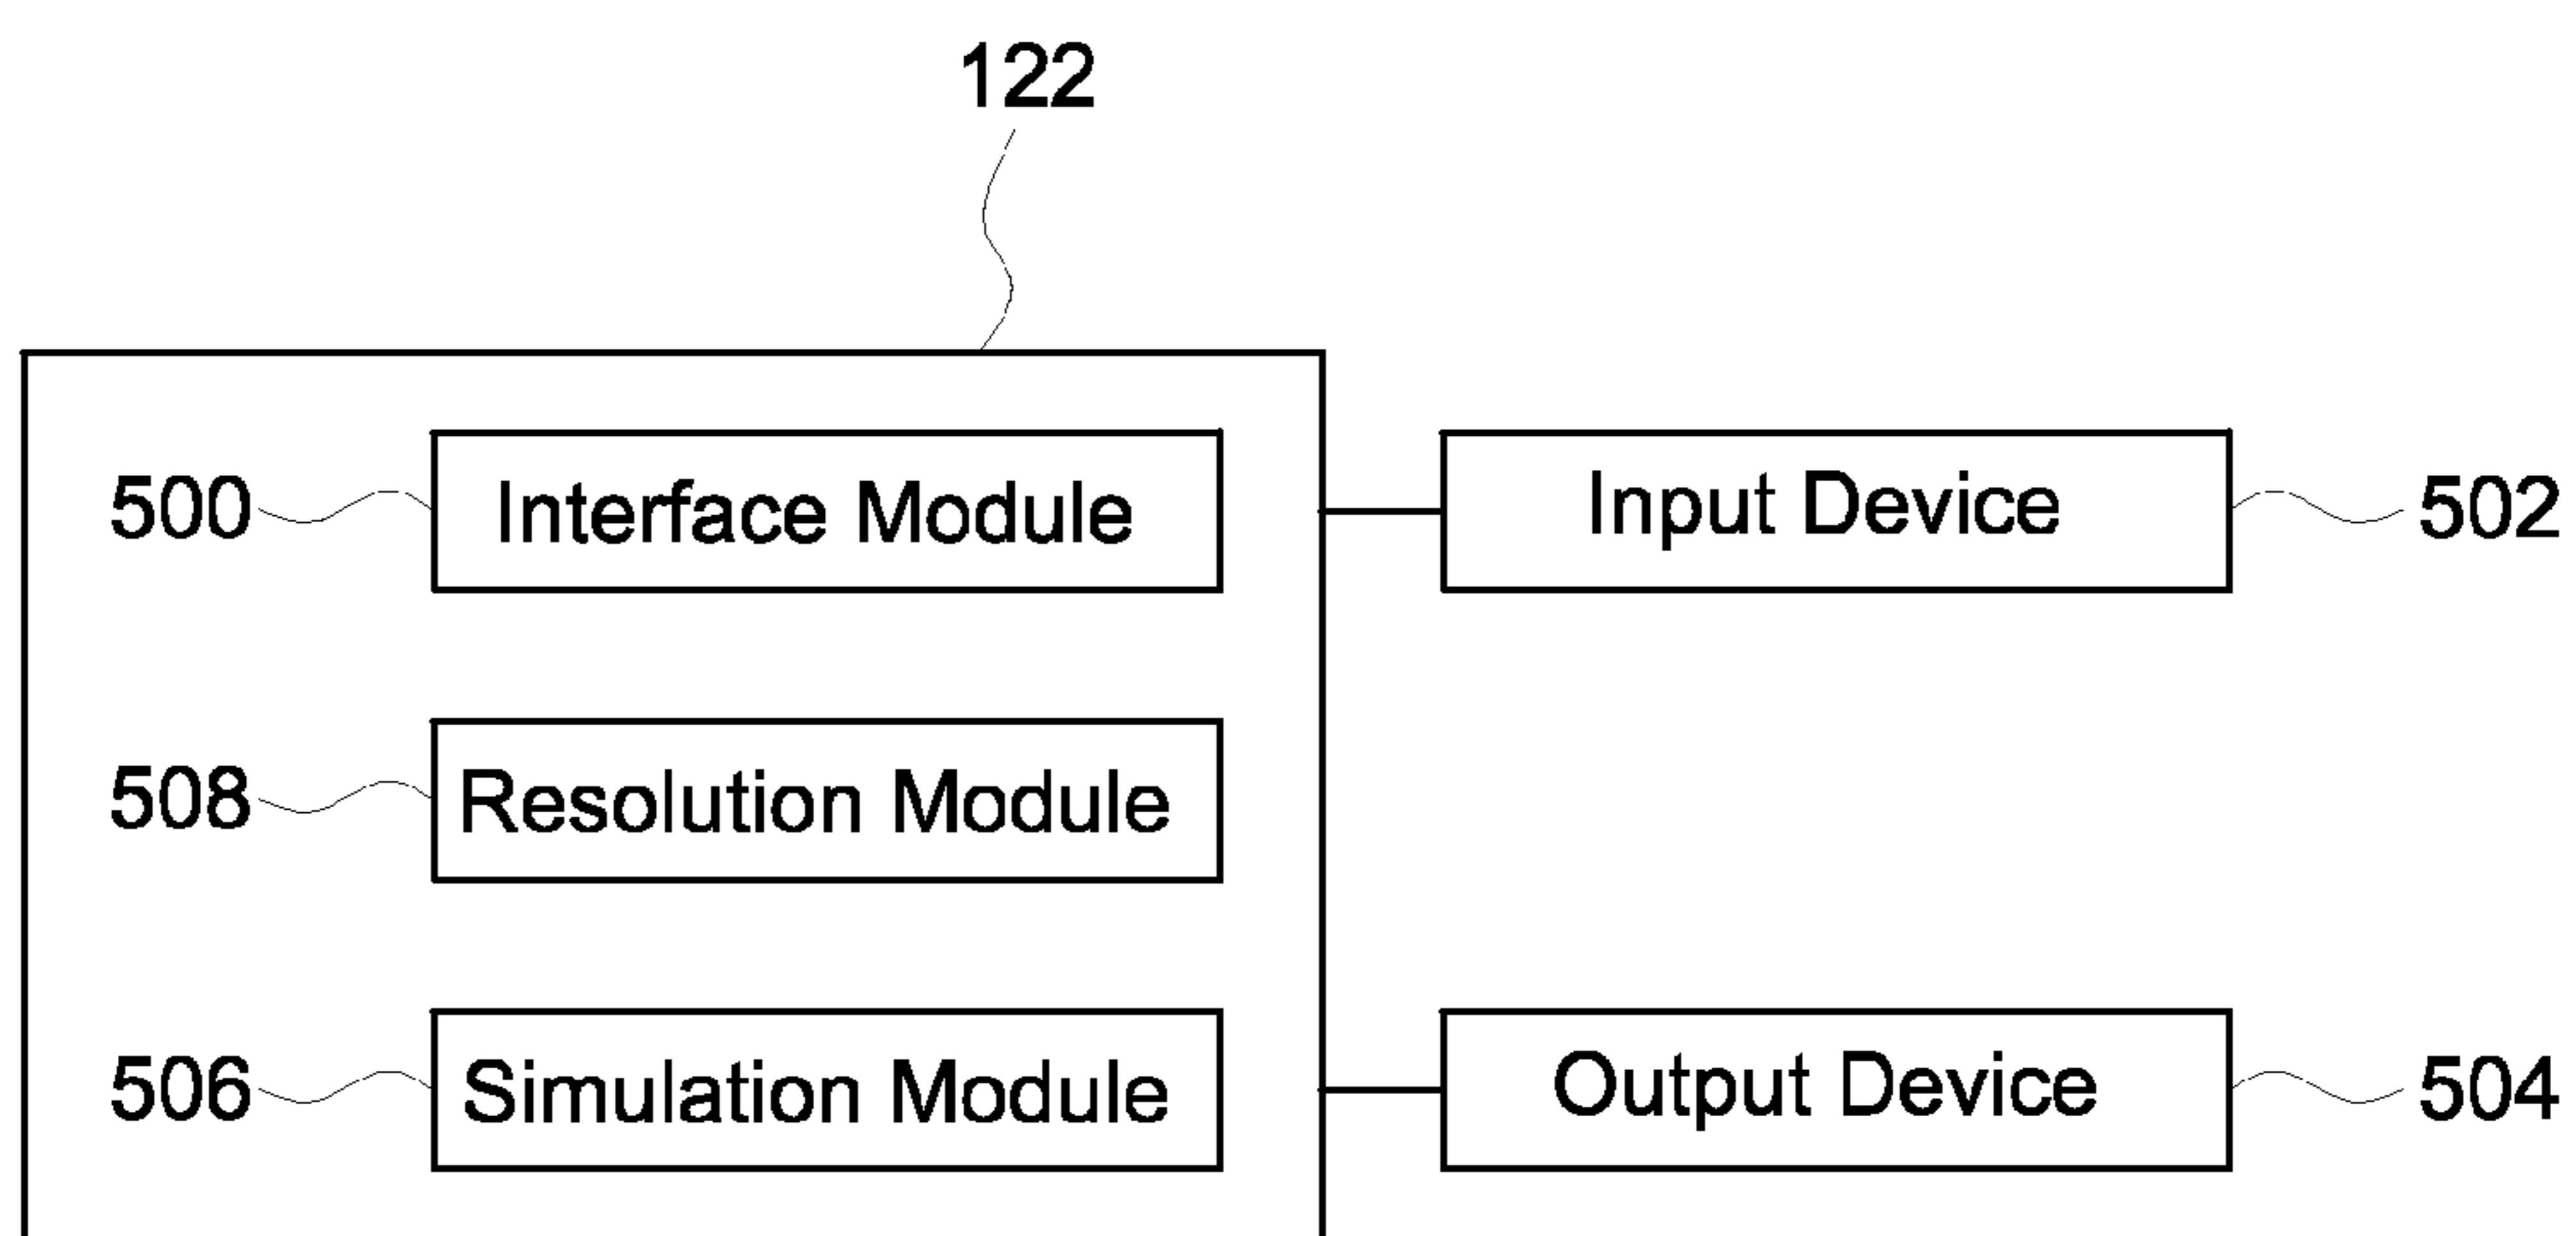 122
500 Interface Module Input Device 502
508 Resolution Module
506 Simulation Module Output Device 504